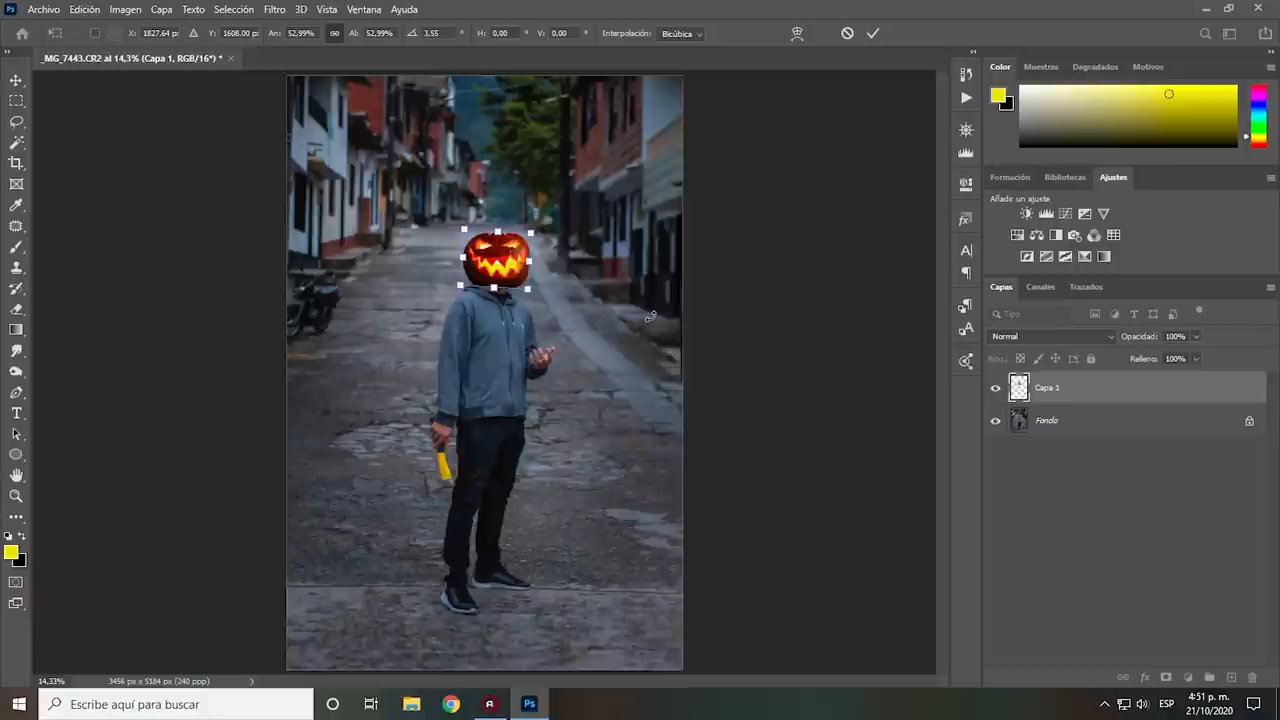 Ps Archivo Edición Imagen Capa Texto Selección Filtro 3D Vista Ventana Ayuda
X: 1827.64 px Y: 1608.00 px An: 52,99% Al: 52,99% 3,55 ° H: 0,00 ° V: 0,00 ° Interpolación: Bicúbica
_MG_7443.CR2 al 14,3% (Capa 1, RGB/16*) * ×
Color Muestras Degradados Motivos
Formación Bibliotecas Ajustes
Añadir un ajuste
Capas Canales Trazados
Tipo
Normal Opacidad: 100%
Bloq.: Relleno: 100%
Capa 1
Fondo
14,33% 3456 px x 5184 px (240 ppp)
Escribe aquí para buscar
Ps
ESP
4:51 p. m.
21/10/2020